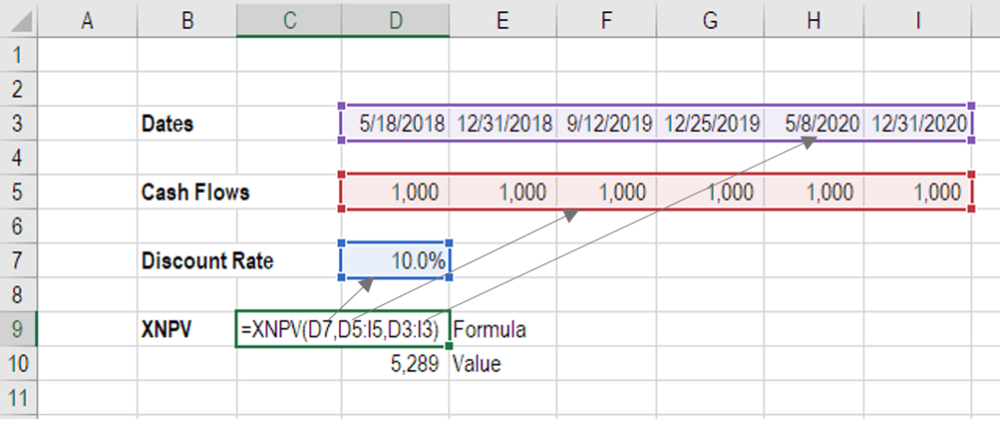 A B C D E F G H I
1
2
3 Dates 5/18/2018 12/31/2018 9/12/2019 12/25/2019 5/8/2020 12/31/2020
4
5 Cash Flows 1,000 1,000 1,000 1,000 1,000 1,000
6
7 Discount Rate 10.0%
8
9 XNPV =XNPV(D7,D5:I5,D3:I3) Formula
10 5,289 Value
11